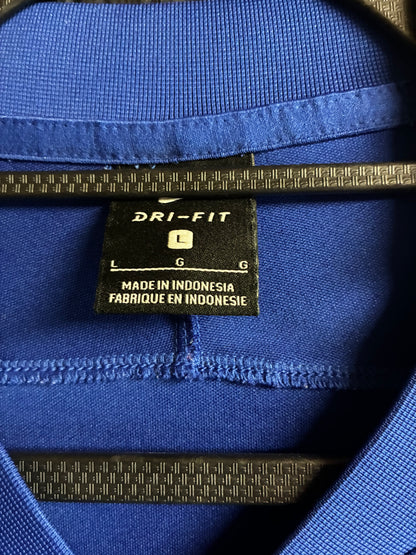 DRI-FIT
L
L G G
MADE IN INDONESIA
FABRIQUE EN INDONESIE